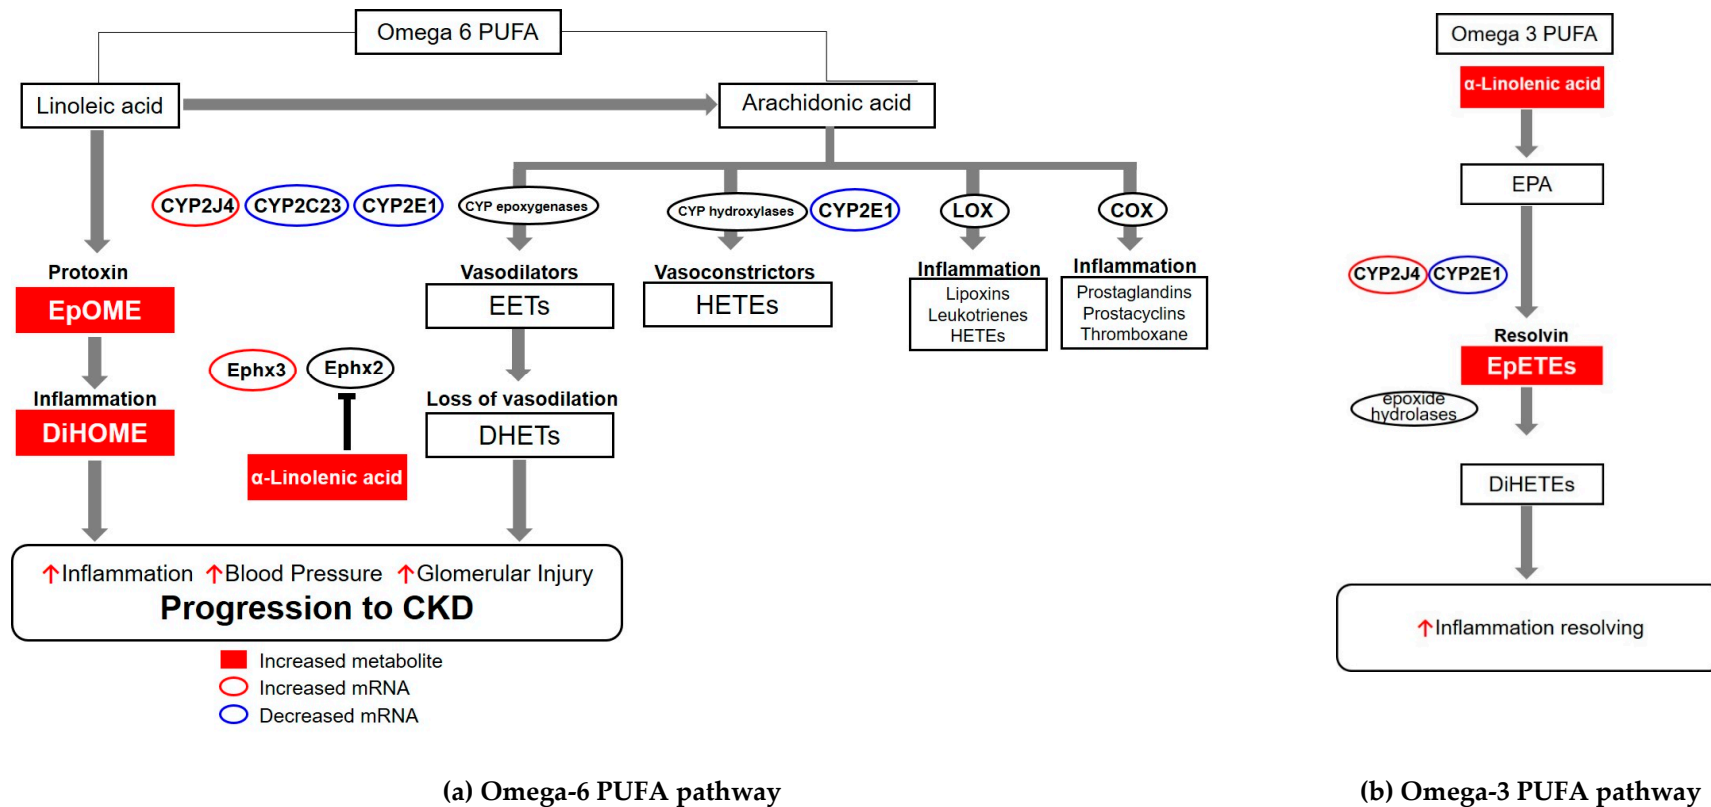 Omega 6 PUFA
Linoleic acid
Arachidonic acid
CYP2J4
CYP2C23
CYP2E1
CYP epoxygenases
CYP hydroxylases
CYP2E1
LOX
COX
Protoxin
EpOME
Vasodilators
EETs
Vasoconstrictors
HETEs
Inflammation
Lipoxins
Leukotrienes
HETEs
Inflammation
Prostaglandins
Prostacyclins
Thromboxane
Ephx3
Ephx2
Inflammation
DiHOME
Loss of vasodilation
DHETs
α-Linolenic acid
↑Inflammation ↑Blood Pressure ↑Glomerular Injury
Progression to CKD
Increased metabolite
Increased mRNA
Decreased mRNA
(a) Omega-6 PUFA pathway
Omega 3 PUFA
α-Linolenic acid
EPA
CYP2J4
CYP2E1
Resolvin
EpETEs
epoxide
hydrolases
DiHETEs
↑Inflammation resolving
(b) Omega-3 PUFA pathway